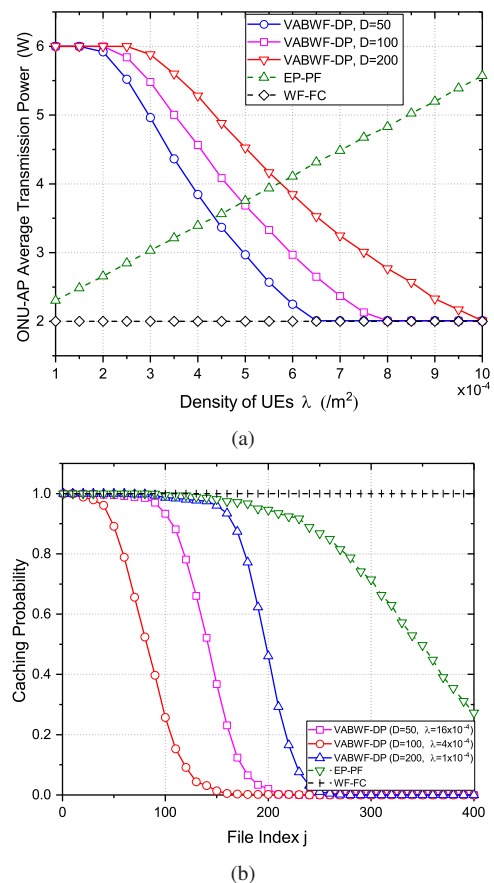 ONU-AP Average Transmission Power (W)
6
5
4
3
2
VABWF-DP, D=50
VABWF-DP, D=100
VABWF-DP, D=200
EP-PF
WF-FC
1 2 3 4 5 6 7 8 9 10
×10⁻⁴
Density of UEs λ (/m²)
(a)
Caching Probability
1.0
0.8
0.6
0.4
0.2
0.0
VABWF-DP (D=50, λ=16x10⁻⁴)
VABWF-DP (D=100, λ=4x10⁻⁴)
VABWF-DP (D=200, λ=1x10⁻⁴)
EP-PF
WF-FC
0 100 200 300 400
File Index j
(b)